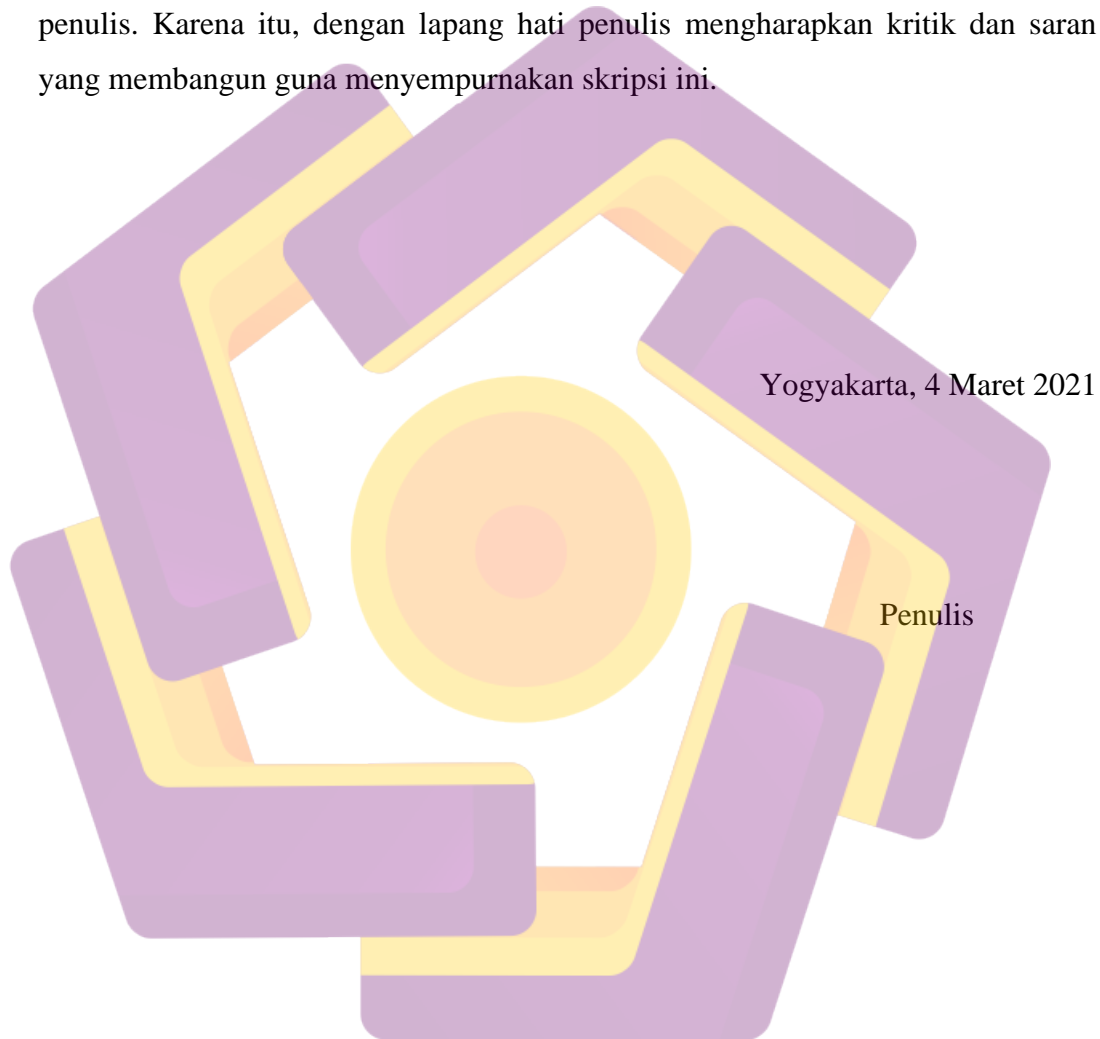 penulis. Karena itu, dengan lapang hati penulis mengharapkan kritik dan saran
yang membangun guna menyempurnakan skripsi ini.
Yogyakarta, 4 Maret 2021
Penulis